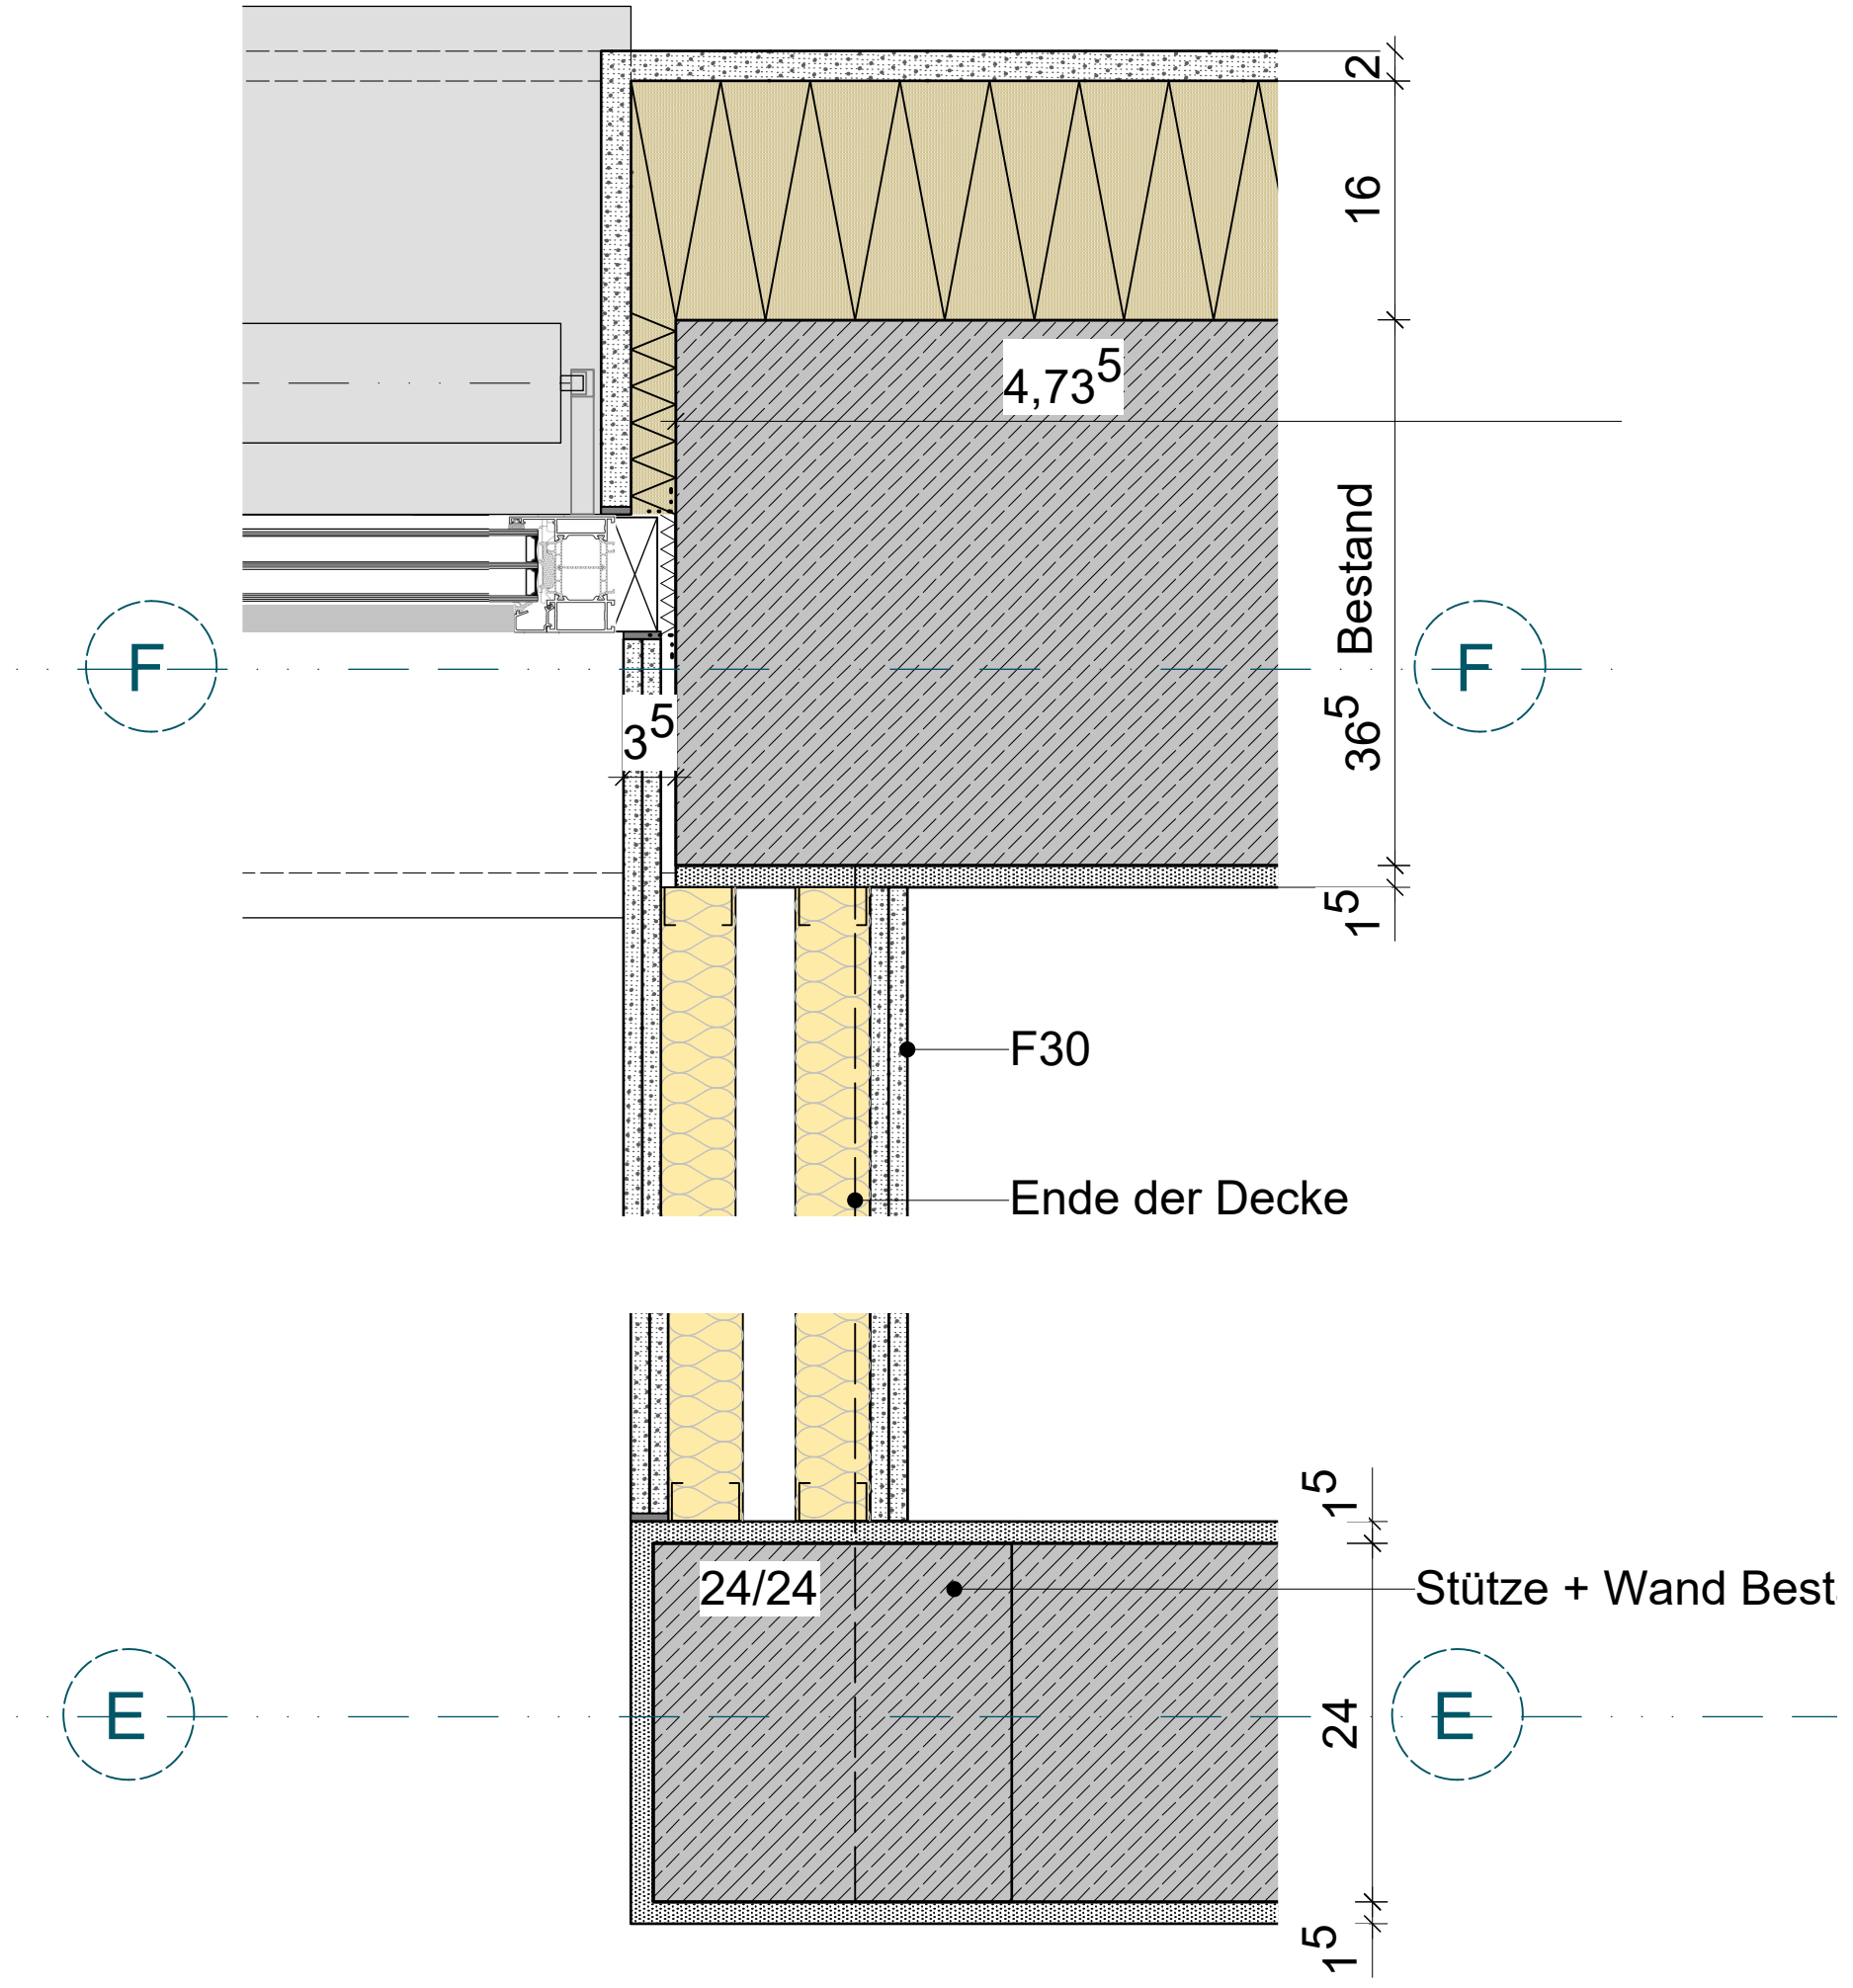 2
16
4,73⁵
Bestand
F
F
36⁵
3⁵
1⁵
F30
Ende der Decke
1⁵
24/24
Stütze + Wand Best.
E
24
E
1⁵